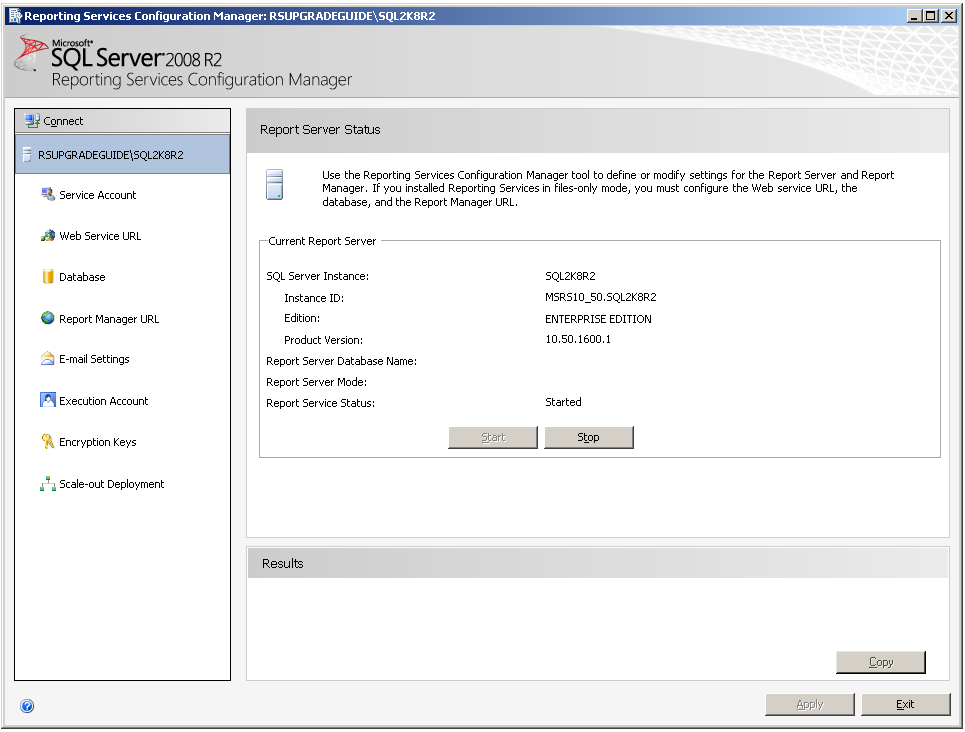 Reporting Services Configuration Manager: RSUPGRADEGUIDE\SQL2K8R2
Microsoft®
SQL Server 2008 R2
Reporting Services Configuration Manager
Connect
RSUPGRADEGUIDE\SQL2K8R2
Service Account
Web Service URL
Database
Report Manager URL
E-mail Settings
Execution Account
Encryption Keys
Scale-out Deployment
Report Server Status
Use the Reporting Services Configuration Manager tool to define or modify settings for the Report Server and Report
Manager. If you installed Reporting Services in files-only mode, you must configure the Web service URL, the
database, and the Report Manager URL.
Current Report Server
SQL Server Instance: SQL2K8R2
Instance ID: MSRS10_50.SQL2K8R2
Edition: ENTERPRISE EDITION
Product Version: 10.50.1600.1
Report Server Database Name:
Report Server Mode:
Report Service Status: Started
Start Stop
Results
Copy
Apply Exit